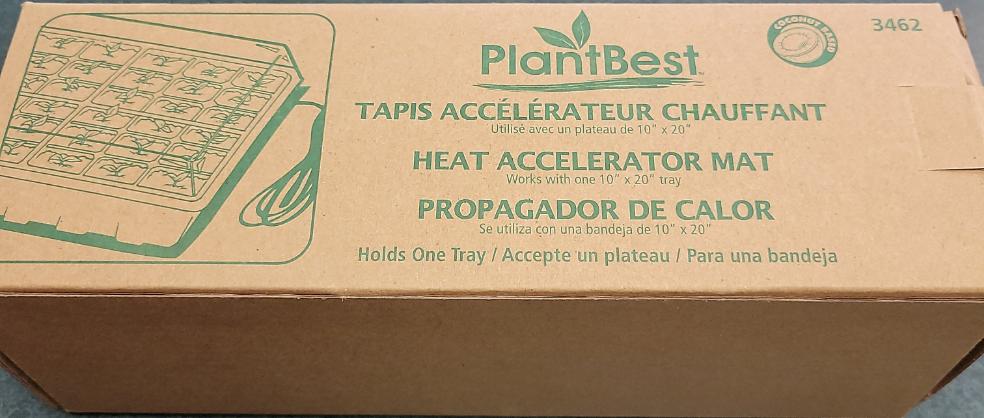 PlantBest
COCONUT BASED
3462
TAPIS ACCÉLÉRATEUR CHAUFFANT
Utilisé avec un plateau de 10" x 20"
HEAT ACCELERATOR MAT
Works with one 10" x 20" tray
PROPAGADOR DE CALOR
Se utiliza con una bandeja de 10" x 20"
Holds One Tray / Accepte un plateau / Para una bandeja